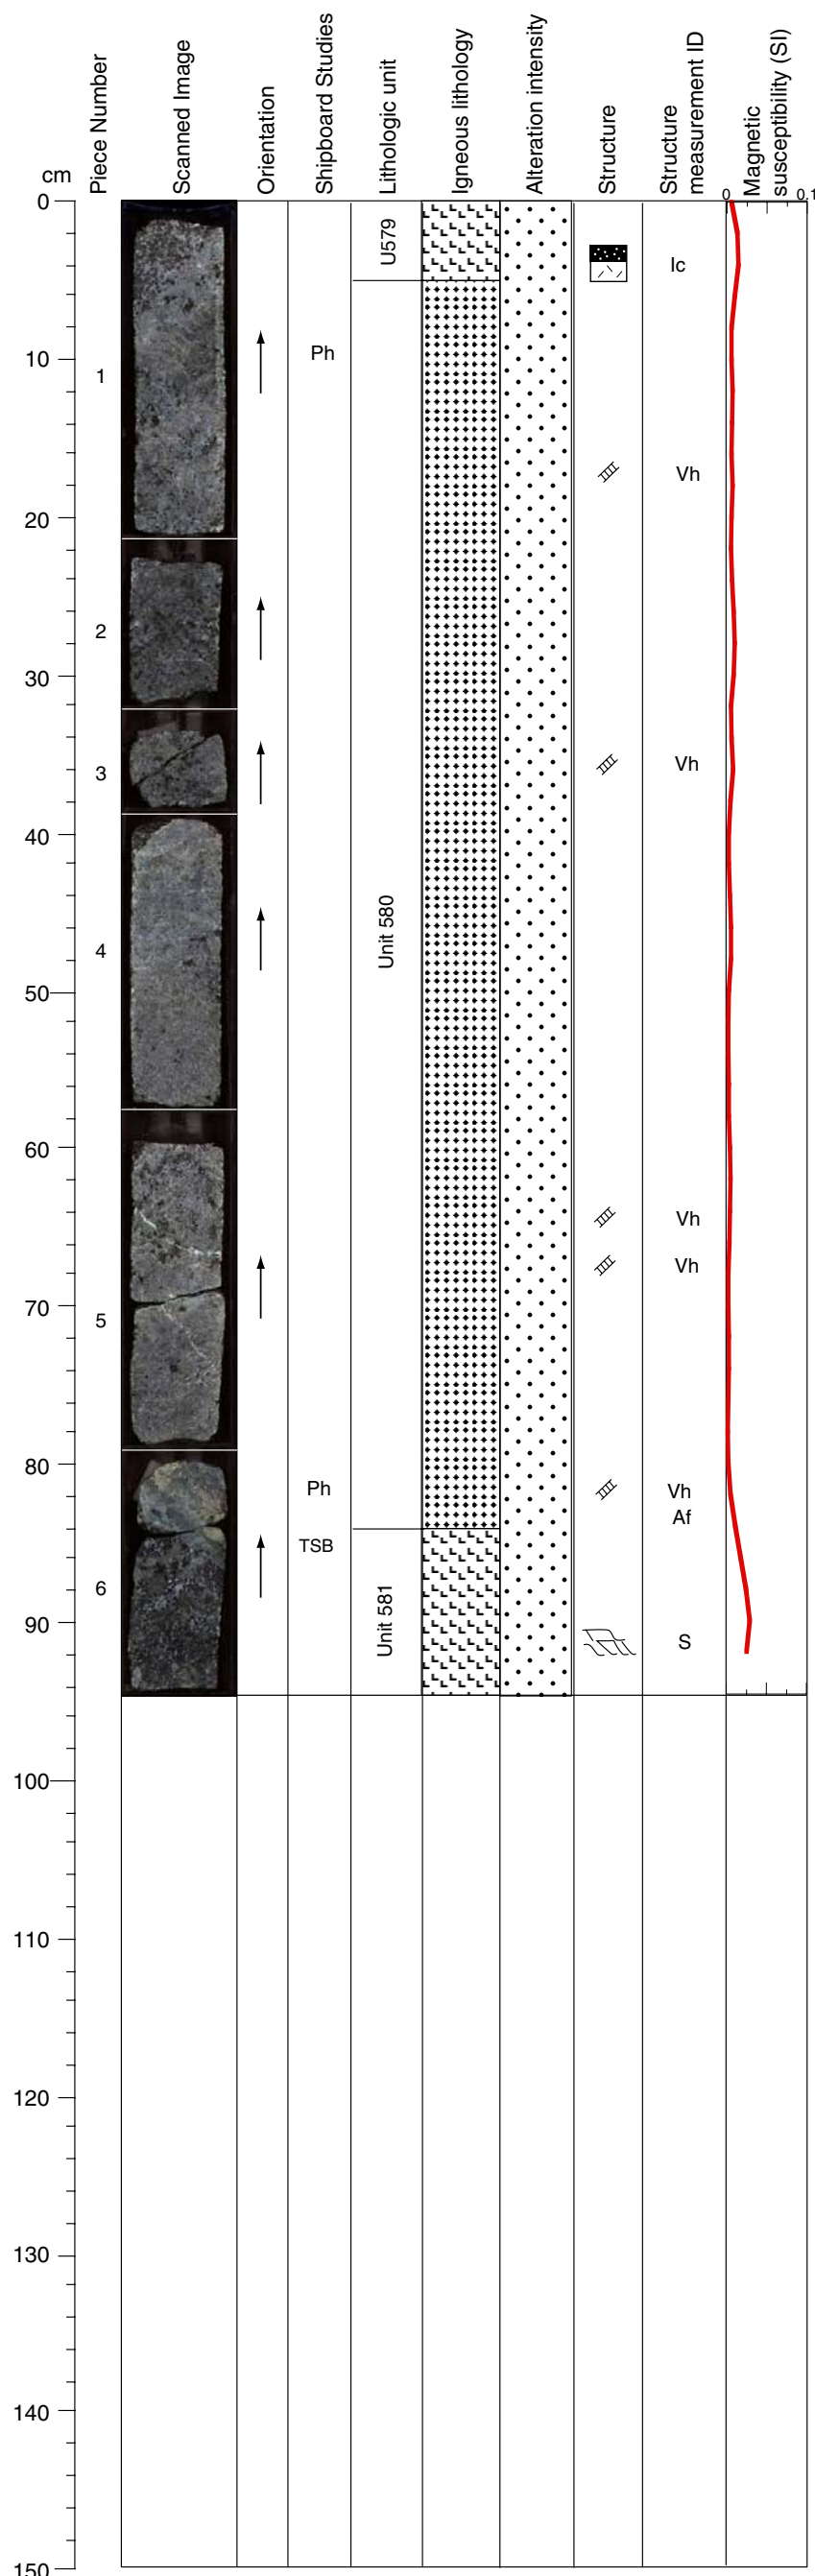 cm
Piece Number
Scanned Image
Orientation
Shipboard Studies
Lithologic unit
Igneous lithology
Alteration intensity
Structure
Structure
measurement ID
Magnetic
susceptibility (SI)
0 0.1
0
U579
Ic
10
Ph
1
Vh
20
2
30
3
Vh
40
Unit 580
4
50
60
Vh
Vh
70
5
80
Ph
Vh
Af
TSB
6
Unit 581
90
S
100
110
120
130
140
150